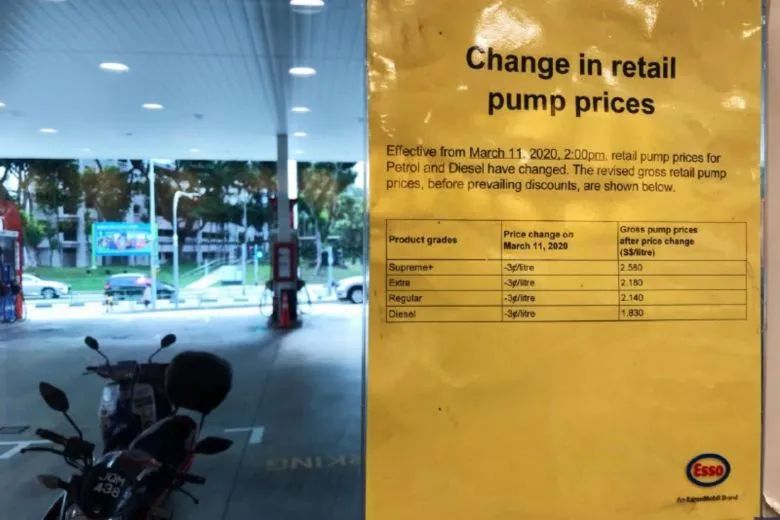 Change in retail
pump prices
Effective from March 11, 2020, 2:00pm, retail pump prices for
Petrol and Diesel have changed. The revised gross retail pump
prices, before prevailing discounts, are shown below.
Product grades | Price change on March 11, 2020 | Gross pump prices after price change (S$/litre)
Supreme+ | -3¢/litre | 2.580
Extra | -3¢/litre | 2.180
Regular | -3¢/litre | 2.140
Diesel | -3¢/litre | 1.830
Esso
An ExxonMobil Brand
JQM
438
KING